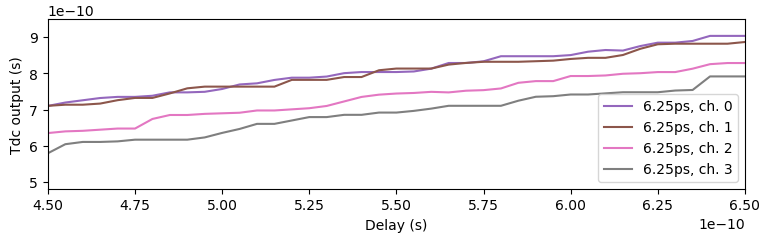 1e−10
9
8
7
6
5
Tdc output (s)
4.50 4.75 5.00 5.25 5.50 5.75 6.00 6.25 6.50
Delay (s)
1e−10
6.25ps, ch. 0
6.25ps, ch. 1
6.25ps, ch. 2
6.25ps, ch. 3